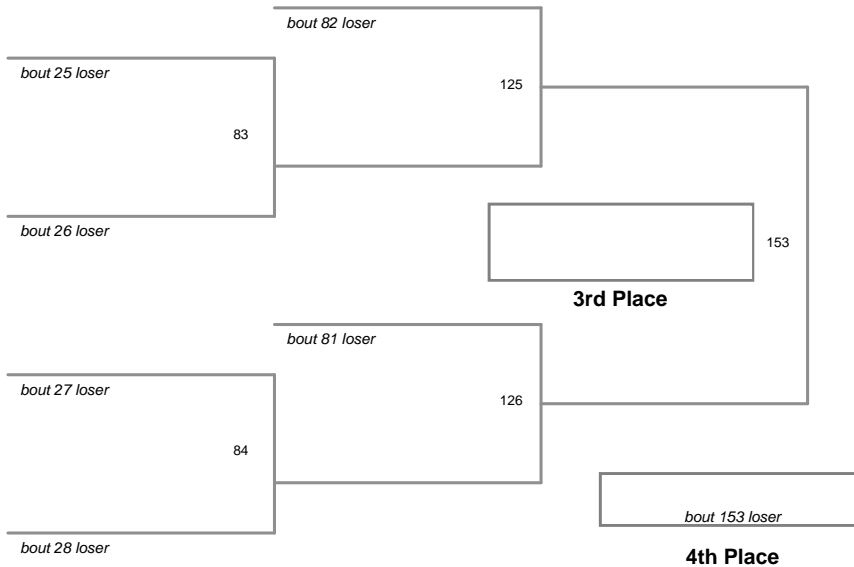 bout 82 loser
bout 25 loser
125
83
bout 26 loser
153
3rd Place
bout 81 loser
bout 27 loser
126
84
bout 153 loser
bout 28 loser
4th Place